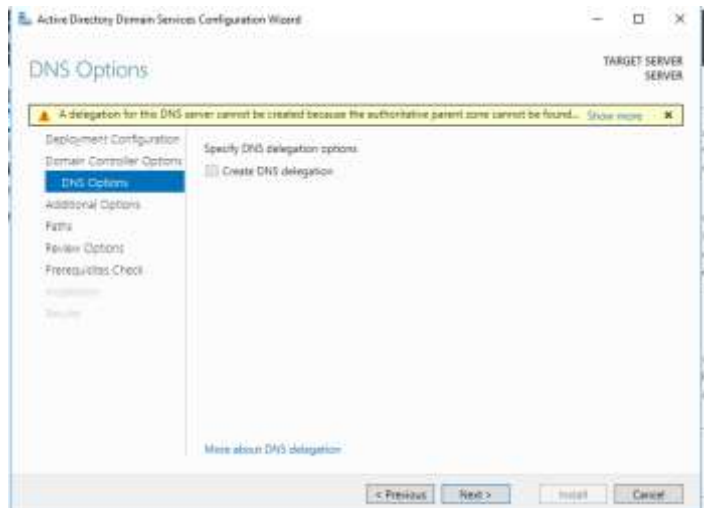 Active Directory Domain Services Configuration Wizard
DNS Options
TARGET SERVER
SERVER
A delegation for this DNS server cannot be created because the authoritative parent zone cannot be found... Show more
Deployment Configuration
Domain Controller Options
DNS Options
Additional Options
Paths
Review Options
Prerequisites Check
Installation
Results
Specify DNS delegation options
Create DNS delegation
More about DNS delegation
< Previous
Next >
Install
Cancel